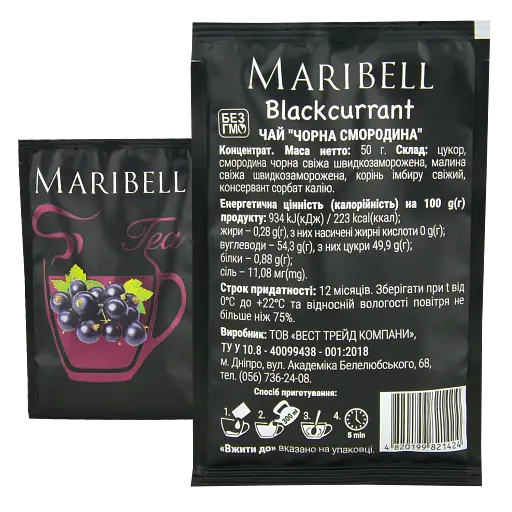 MARIBELL
Tea
MARIBELL
Blackcurrant
БЕЗ
ГМО
ЧАЙ "ЧОРНА СМОРОДИНА"
Концентрат. Маса нетто: 50 г. Склад: цукор,
смородина чорна свіжа швидкозаморожена, малина
свіжа швидкозаморожена, корінь імбиру свіжий,
консервант сорбат калію.
Енергетична цінність (калорійність) на 100 g(г)
продукту: 934 kJ(кДж) / 223 kcal(ккал);
жири – 0,28 g(г), з них насичені жирні кислоти 0 g(г);
вуглеводи – 54,3 g(г), з них цукри 49,9 g(г);
білки – 0,88 g(г);
сіль – 11,08 мг(mg).
Строк придатності: 12 місяців. Зберігати при t від
0°C до +22°C та відносній вологості повітря не
більше ніж 75%.
Виробник: ТОВ «ВЕСТ ТРЕЙД КОМПАНИ»,
ТУ У 10.8 - 40099438 - 001:2018
м. Дніпро, вул. Академіка Белелюбського, 68,
тел. (056) 736-24-08.
Спосіб приготування:
1. 2. 3. 4.
200
5 min
«Вжити до» вказано на упаковці.
4 820199 821424